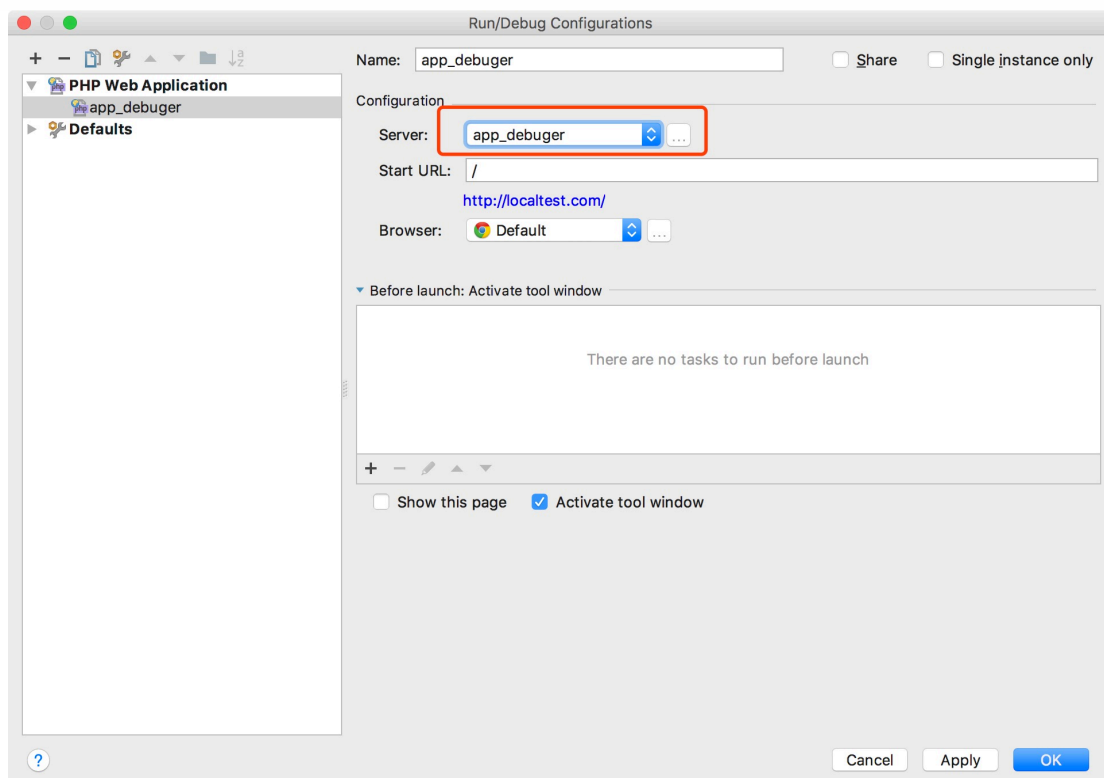 Run/Debug Configurations
Name: app_debuger Share Single instance only
PHP Web Application
app_debuger
Defaults
Configuration
Server: app_debuger ...
Start URL: /
http://localtest.com/
Browser: Default ...
Before launch: Activate tool window
There are no tasks to run before launch
Show this page Activate tool window
? Cancel Apply OK